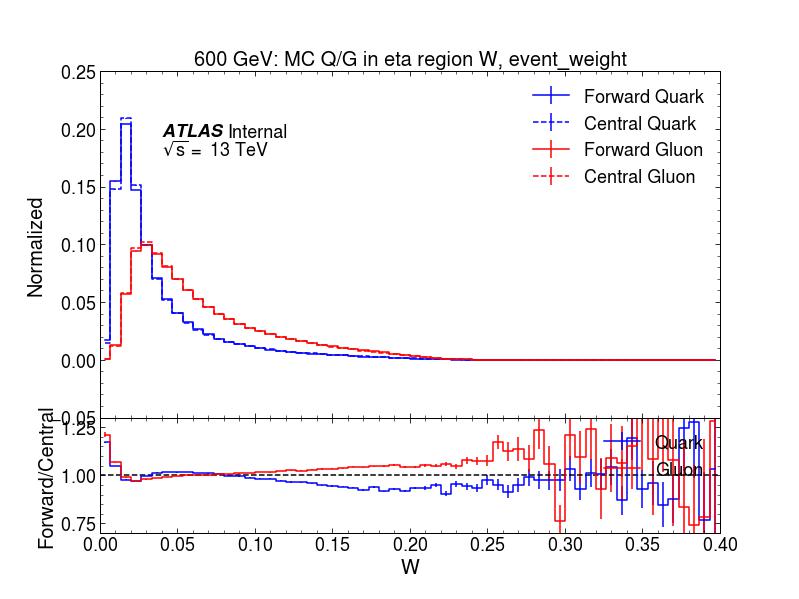 600 GeV: MC Q/G in eta region W, event_weight
0.25
0.20
0.15
0.10
0.05
0.00
0.05
Normalized
ATLAS Internal
√s = 13 TeV
Forward Quark
Central Quark
Forward Gluon
Central Gluon
1.25
1.00
0.75
Forward/Central
Quark
Gluon
0.00 0.05 0.10 0.15 0.20 0.25 0.30 0.35 0.40
W